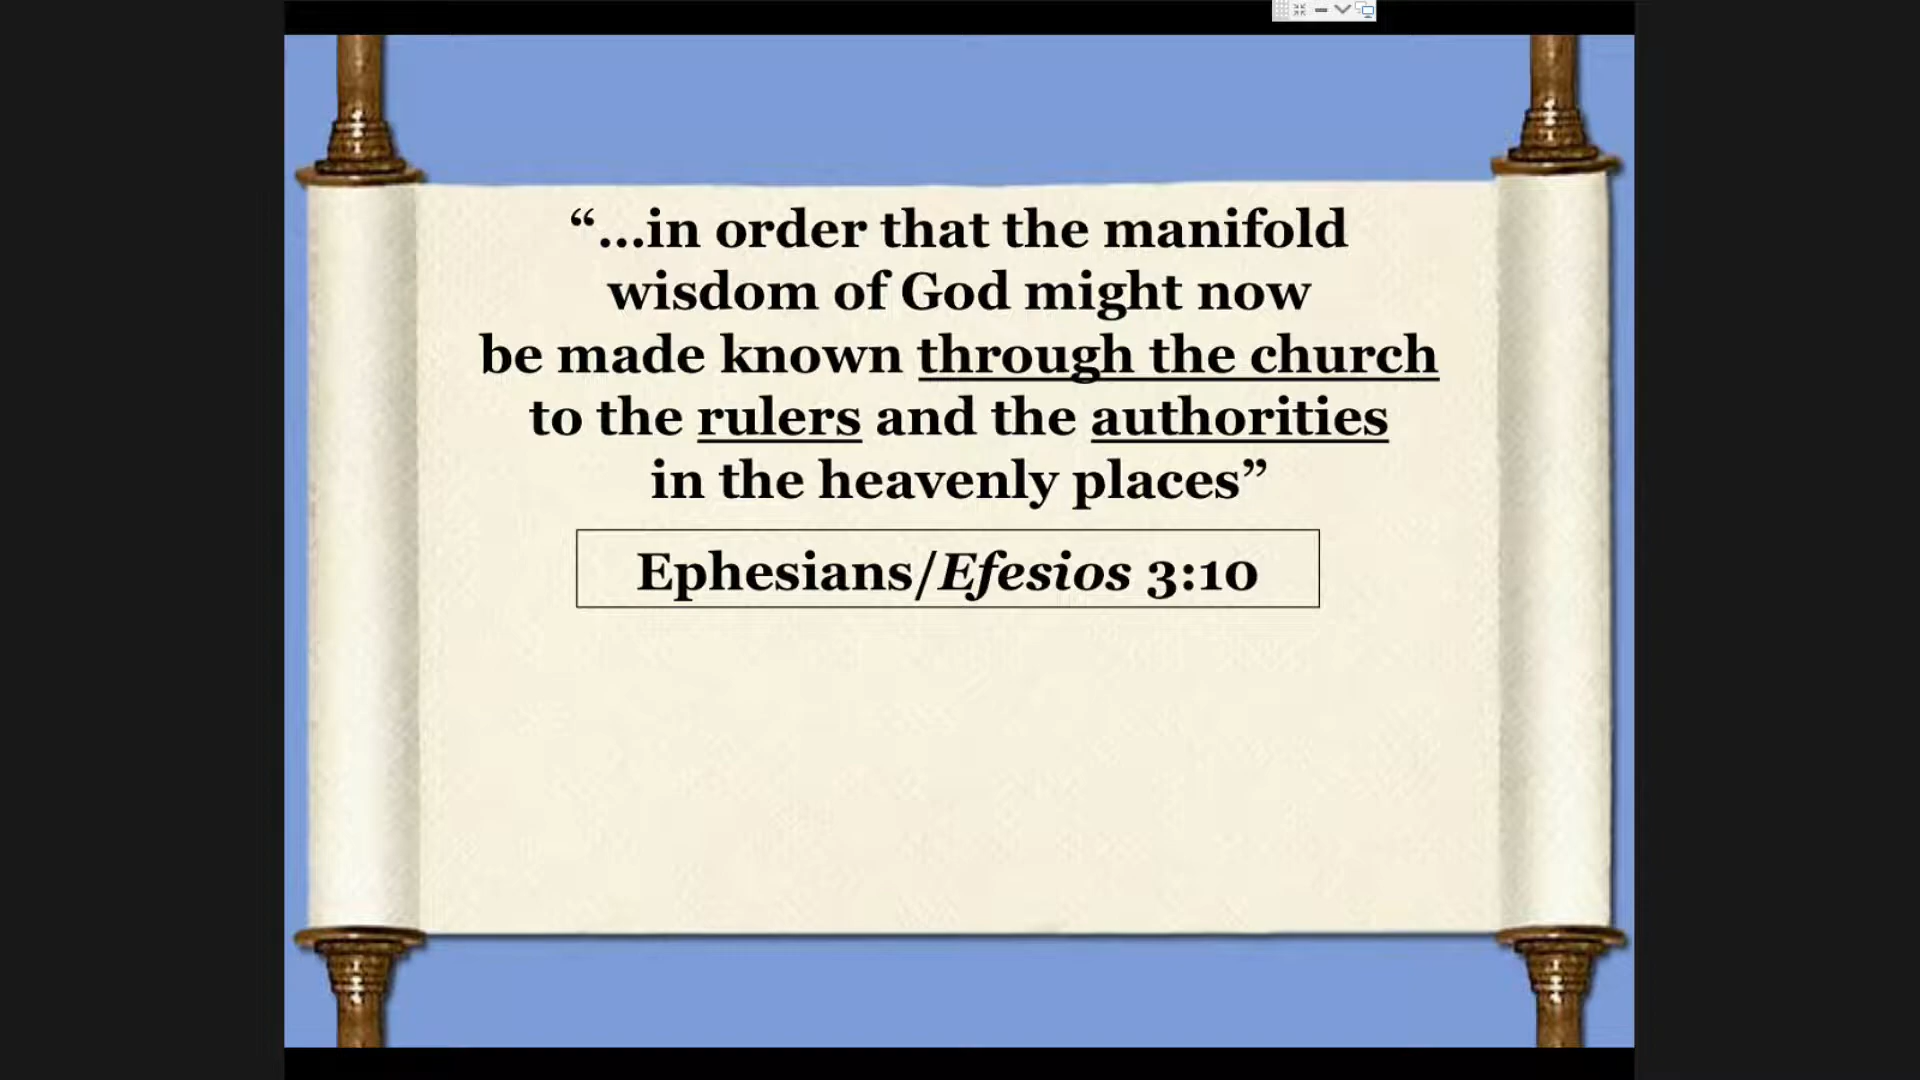 “...in order that the manifold
wisdom of God might now
be made known through the church
to the rulers and the authorities
in the heavenly places”
Ephesians/Efesios 3:10